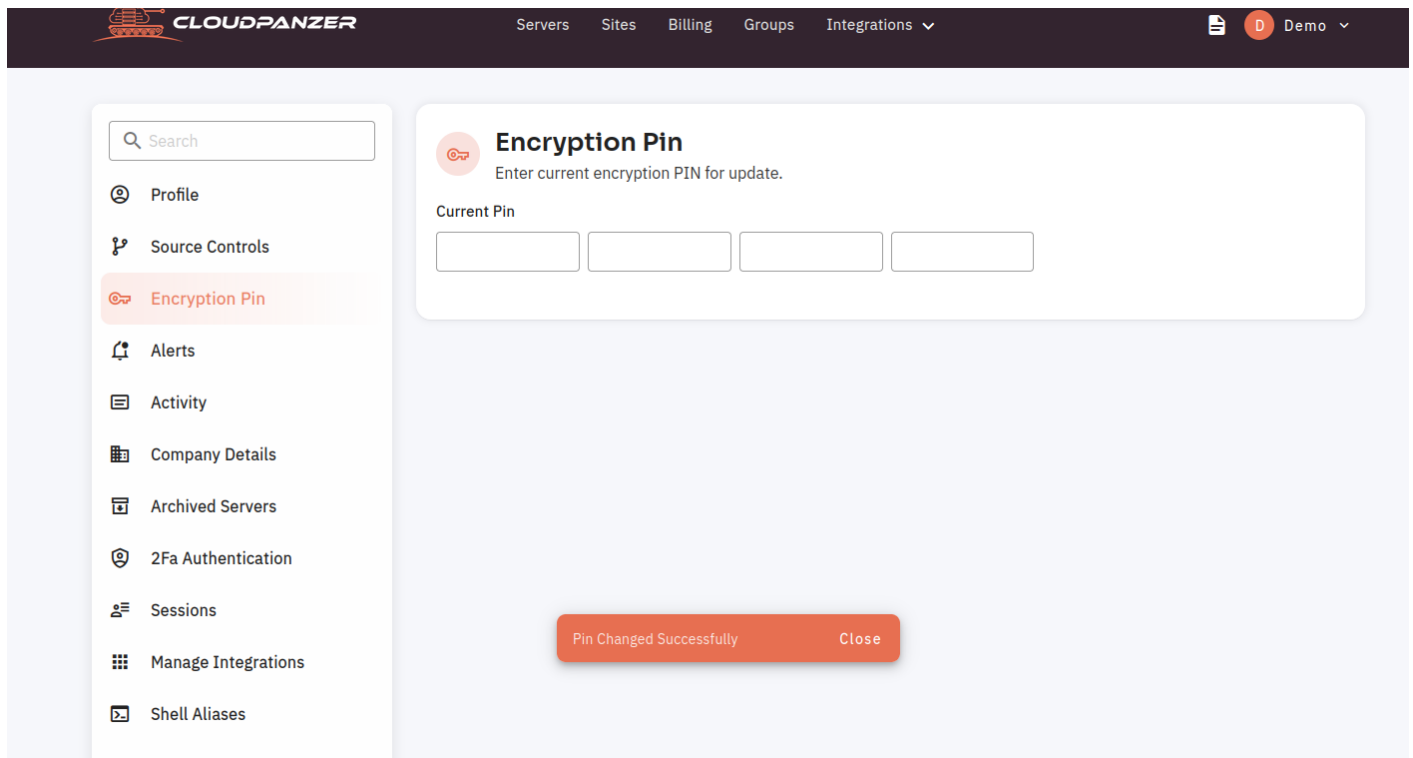 CLOUDPANZER
Servers Sites Billing Groups Integrations
D Demo
Search
Profile
Source Controls
Encryption Pin
Alerts
Activity
Company Details
Archived Servers
2Fa Authentication
Sessions
Manage Integrations
Shell Aliases
Encryption Pin
Enter current encryption PIN for update.
Current Pin
Pin Changed Successfully Close